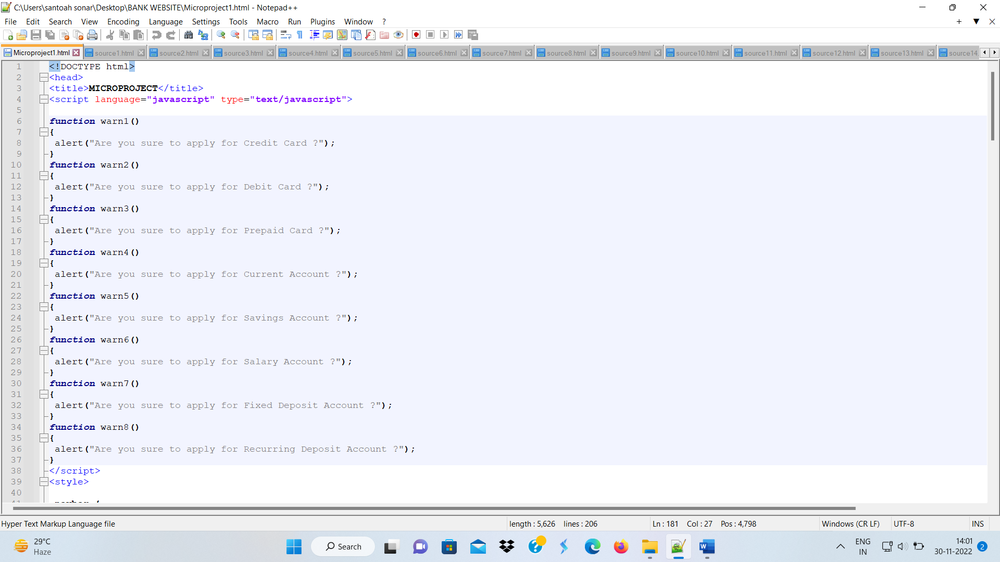 C:\Users\santoah sonar\Desktop\BANK WEBSITE\Microproject1.html - Notepad++
File Edit Search View Encoding Language Settings Tools Macro Run Plugins Window ?
Microproject1.html source1.html source2.html source3.html source4.html source5.html source6.html source7.html source8.html source9.html source10.html source11.html source12.html source13.html source14.
1 <!DOCTYPE html>
2 <head>
3 <title>MICROPROJECT</title>
4 <script language="javascript" type="text/javascript">
5
6 function warn1()
7 {
8 alert("Are you sure to apply for Credit Card ?");
9 }
10 function warn2()
11 {
12 alert("Are you sure to apply for Debit Card ?");
13 }
14 function warn3()
15 {
16 alert("Are you sure to apply for Prepaid Card ?");
17 }
18 function warn4()
19 {
20 alert("Are you sure to apply for Current Account ?");
21 }
22 function warn5()
23 {
24 alert("Are you sure to apply for Savings Account ?");
25 }
26 function warn6()
27 {
28 alert("Are you sure to apply for Salary Account ?");
29 }
30 function warn7()
31 {
32 alert("Are you sure to apply for Fixed Deposit Account ?");
33 }
34 function warn8()
35 {
36 alert("Are you sure to apply for Recurring Deposit Account ?");
37 }
38 </script>
39 <style>
40
Hyper Text Markup Language file length : 5,626 lines : 206 Ln : 181 Col : 27 Pos : 4,798 Windows (CR LF) UTF-8 INS
29°C
Haze
Search
ENG
IN
14:01
30-11-2022
2